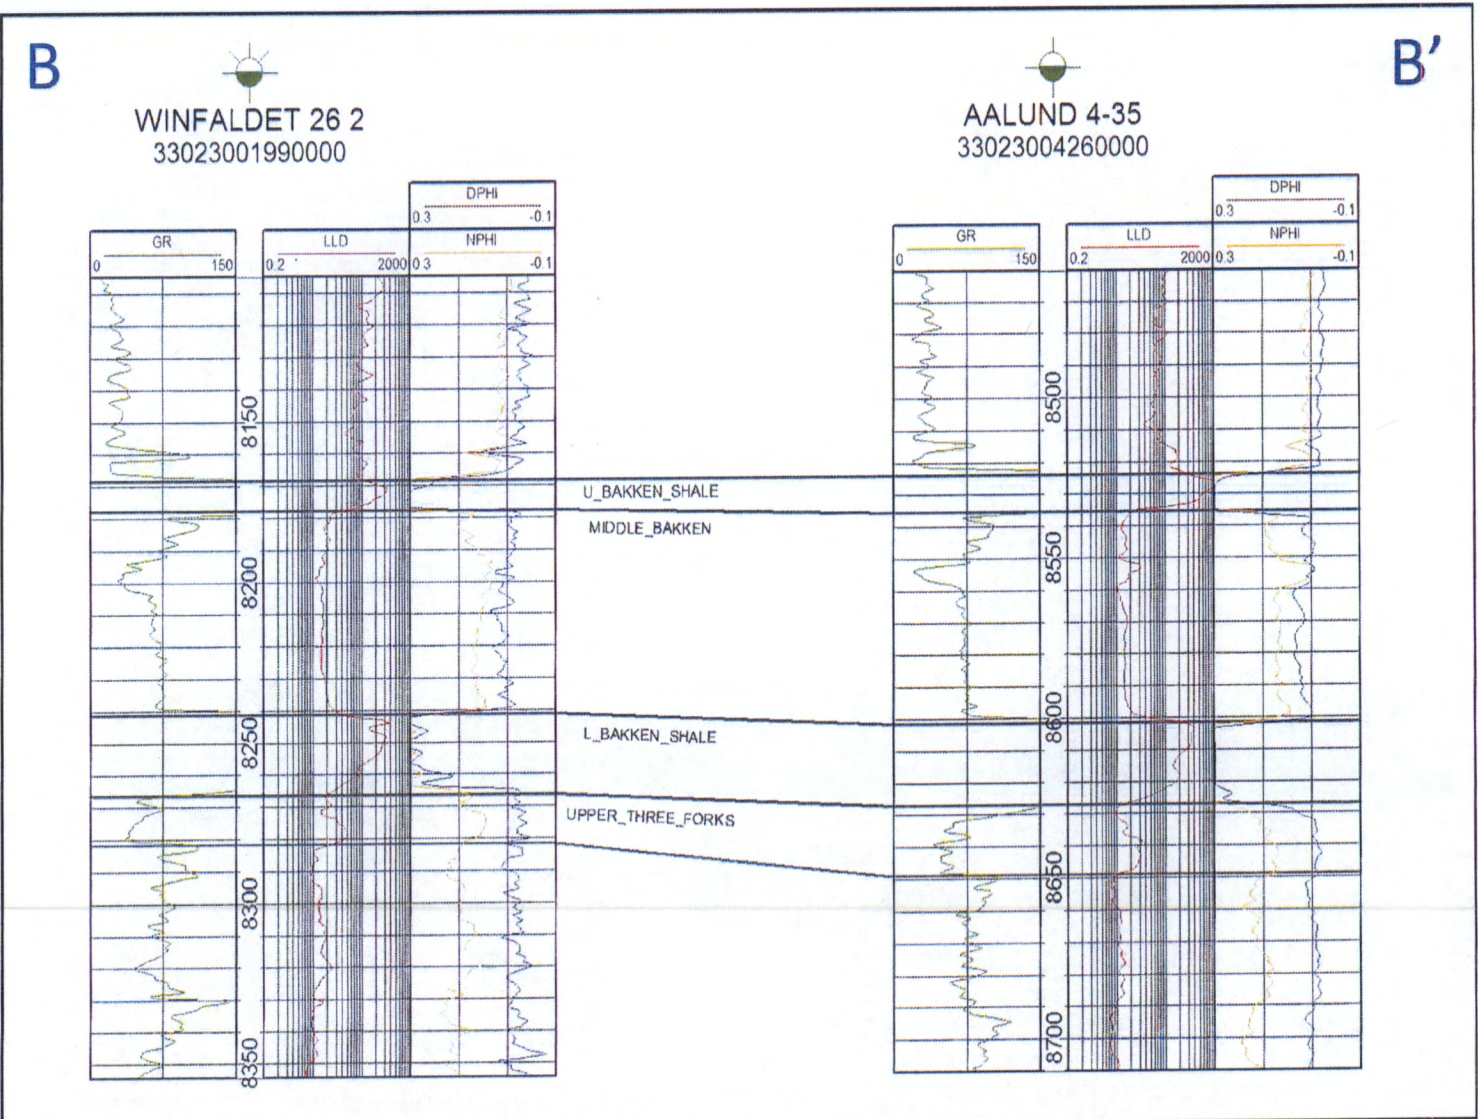 B
B'
WINFALDET 26 2
33023001990000
AALUND 4-35
33023004260000
DPHI
0.3 -0.1
GR
0 150
LLD
0.2 2000
NPHI
0.3 -0.1
DPHI
0.3 -0.1
GR
0 150
LLD
0.2 2000
NPHI
0.3 -0.1
8150
8200
8250
8300
8350
U_BAKKEN_SHALE
MIDDLE_BAKKEN
L_BAKKEN_SHALE
UPPER_THREE_FORKS
8500
8550
8600
8650
8700